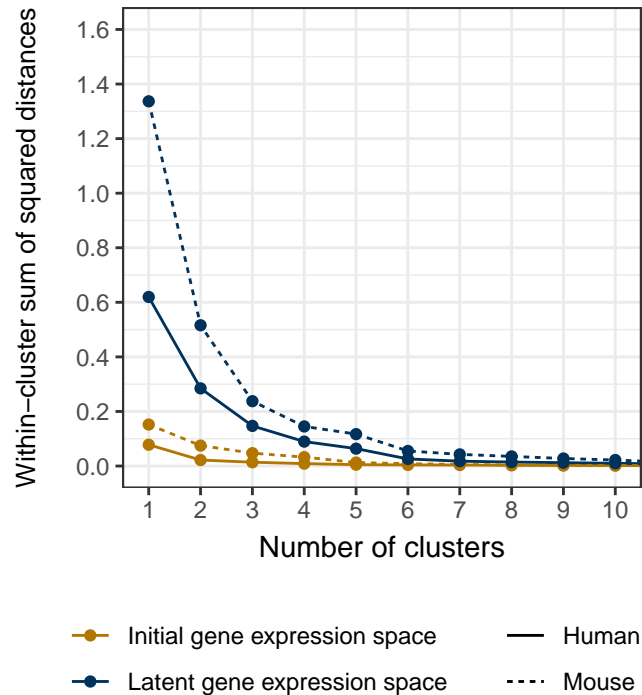 Within−cluster sum of squared distances
1.6
1.4
1.2
1.0
0.8
0.6
0.4
0.2
0.0
1 2 3 4 5 6 7 8 9 10
Number of clusters
Initial gene expression space Human
Latent gene expression space Mouse